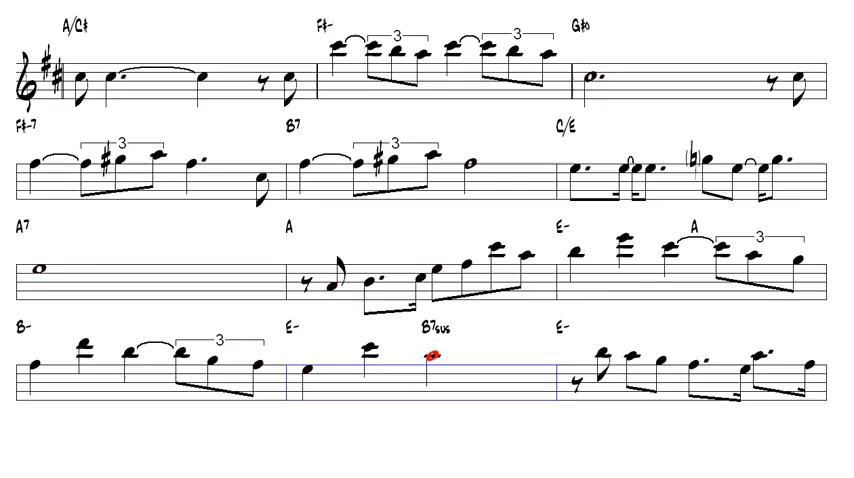 A/C# F#- G#o
3 3
F#-7 B7 C/E
3 3
A7 A E- A
3
B- E- B7sus E-
3